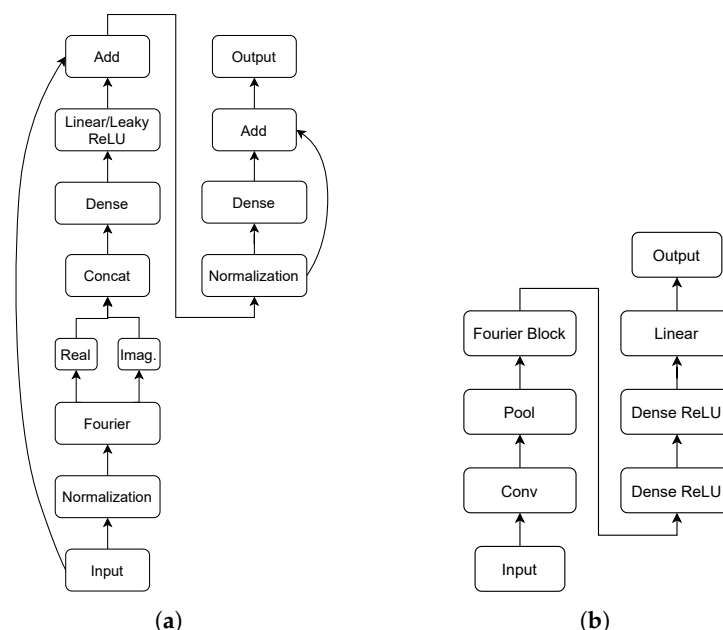 Add
Linear/Leaky
ReLU
Dense
Concat
Real
Imag.
Fourier
Normalization
Input
Output
Add
Dense
Normalization
(a)
Fourier Block
Pool
Conv
Input
Output
Linear
Dense ReLU
Dense ReLU
(b)